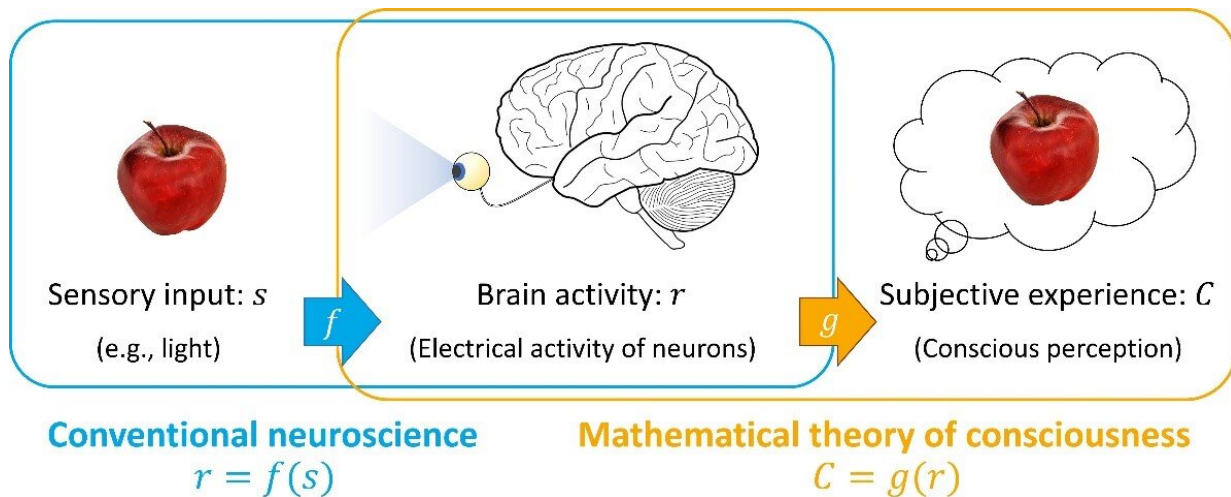 Sensory input: s
(e.g., light)
f
Brain activity: r
(Electrical activity of neurons)
g
Subjective experience: C
(Conscious perception)
Conventional neuroscience
r = f(s)
Mathematical theory of consciousness
C = g(r)